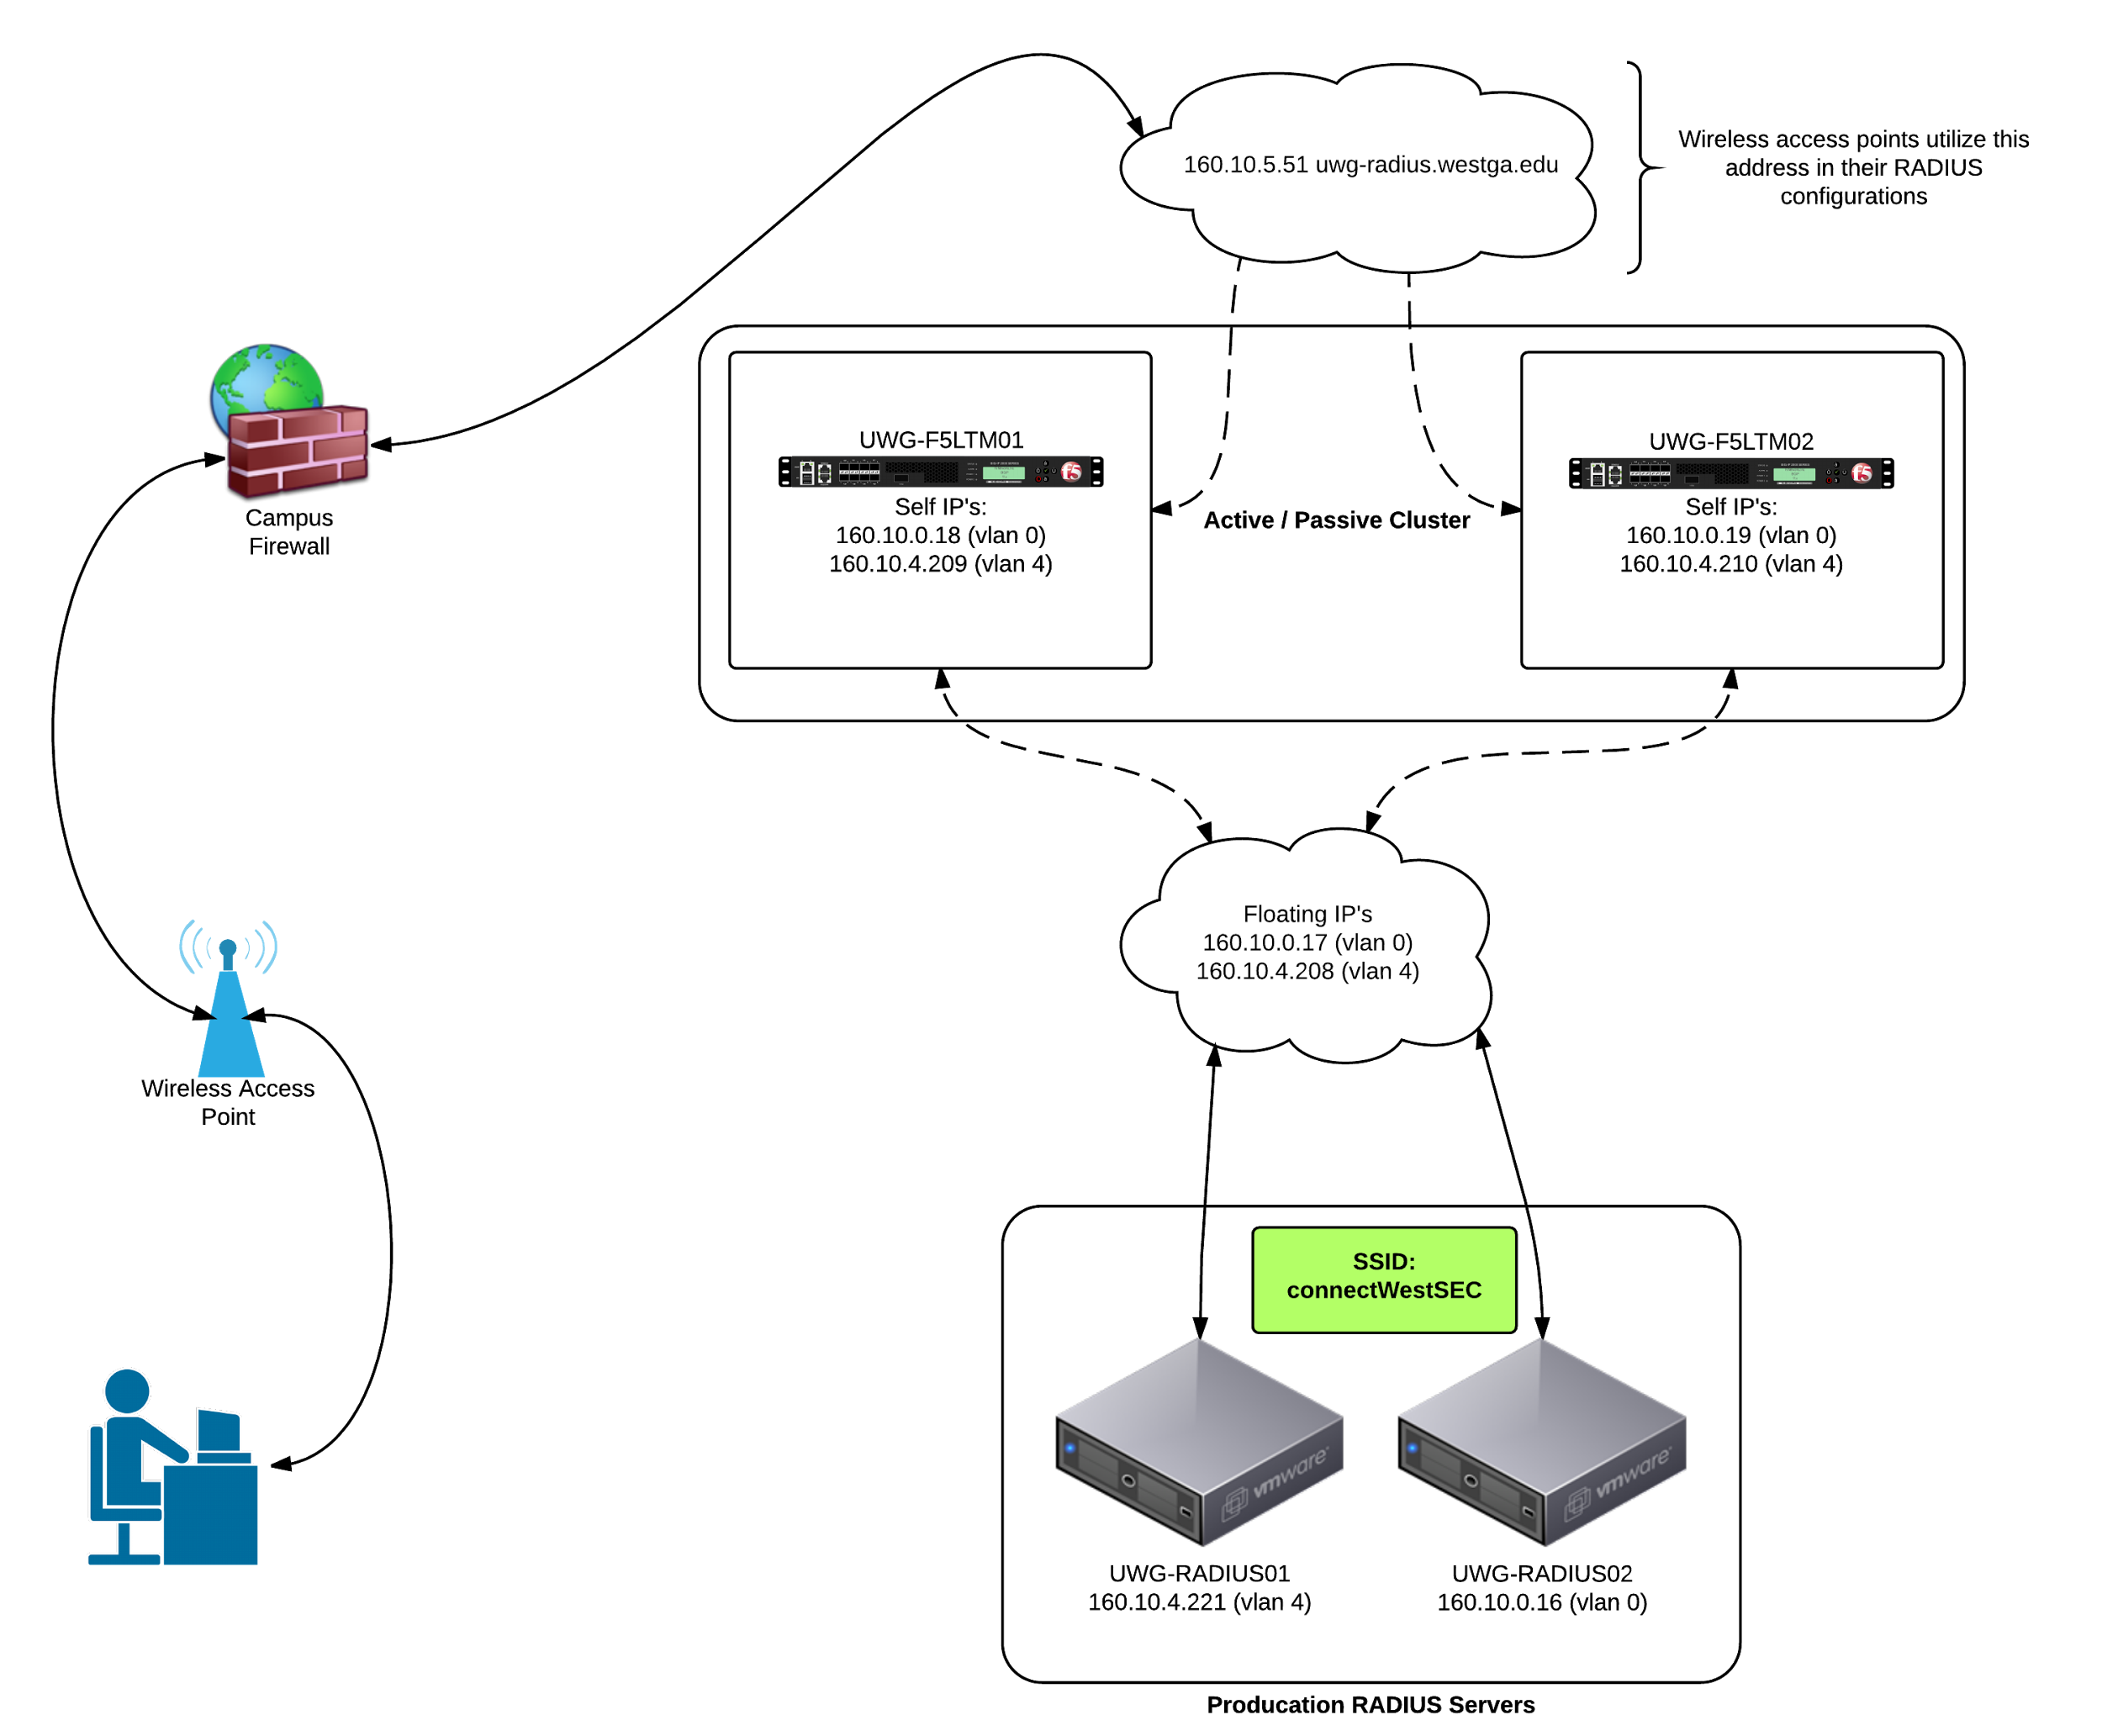 160.10.5.51 uwg-radius.westga.edu
Wireless access points utilize this
address in their RADIUS
configurations
Campus
Firewall
UWG-F5LTM01
f5
Self IP's:
160.10.0.18 (vlan 0)
160.10.4.209 (vlan 4)
Active / Passive Cluster
UWG-F5LTM02
f5
Self IP's:
160.10.0.19 (vlan 0)
160.10.4.210 (vlan 4)
Floating IP's
160.10.0.17 (vlan 0)
160.10.4.208 (vlan 4)
Wireless Access
Point
SSID:
connectWestSEC
vmware
vmware
UWG-RADIUS01
160.10.4.221 (vlan 4)
UWG-RADIUS02
160.10.0.16 (vlan 0)
Producation RADIUS Servers